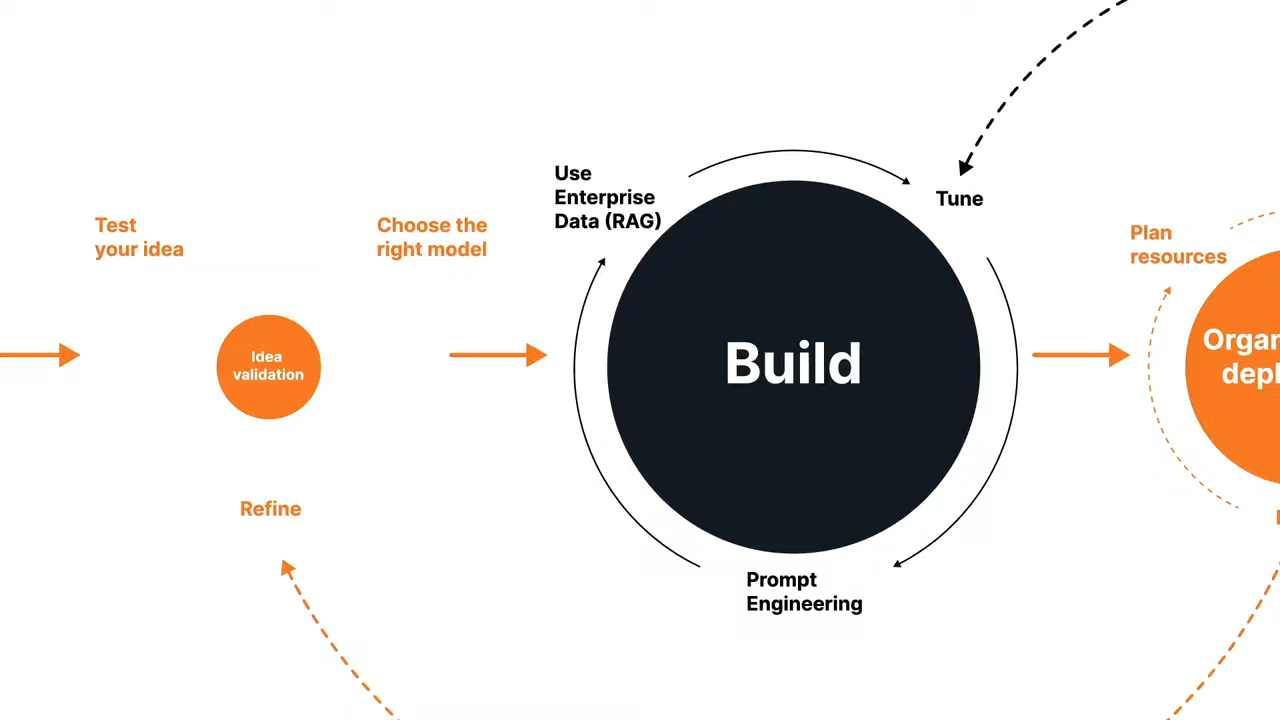 Test
your idea
Idea
validation
Refine
Choose the
right model
Use
Enterprise
Data (RAG)
Tune
Build
Prompt
Engineering
Plan
resources